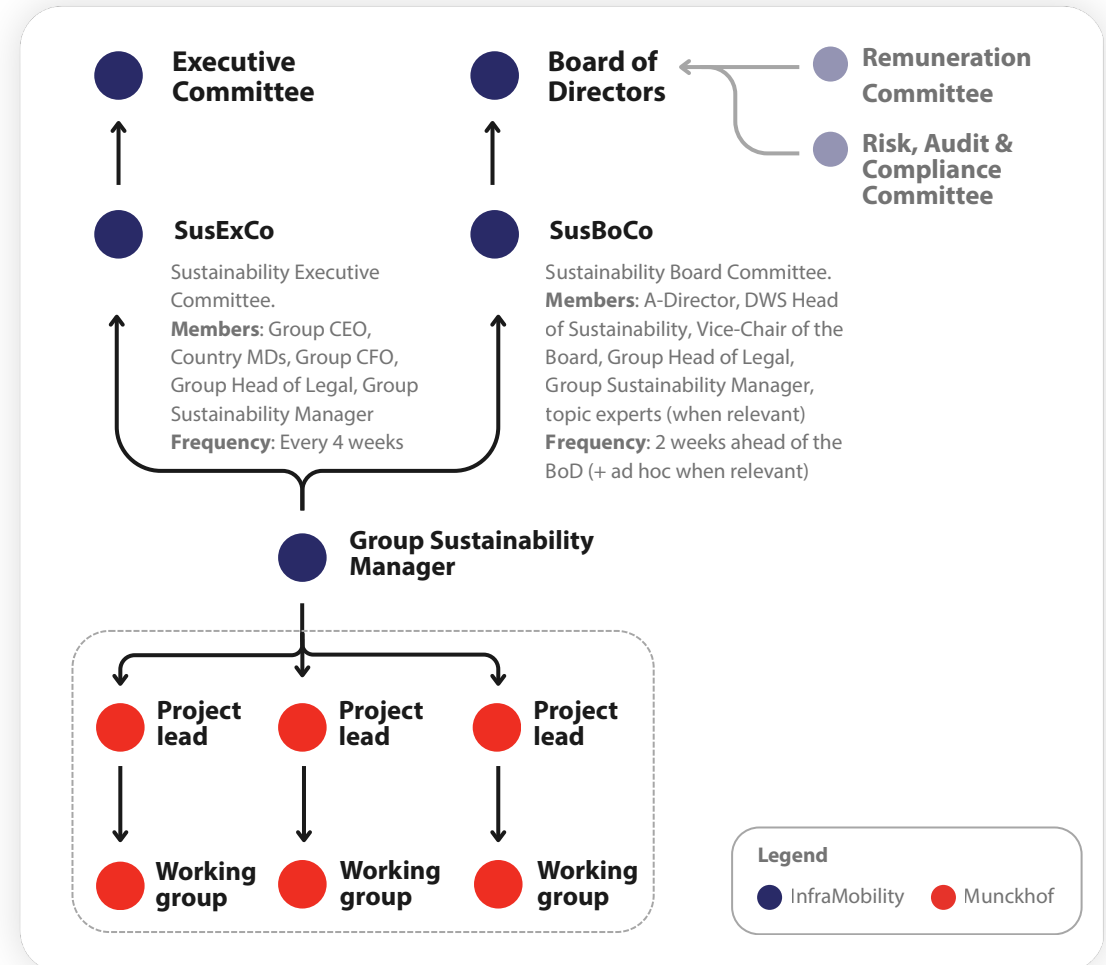 Executive
Committee
Board of
Directors
Remuneration
Committee
Risk, Audit &
Compliance
Committee
SusExCo
Sustainability Executive
Committee.
Members: Group CEO,
Country MDs, Group CFO,
Group Head of Legal, Group
Sustainability Manager
Frequency: Every 4 weeks
SusBoCo
Sustainability Board Committee.
Members: A-Director, DWS Head
of Sustainability, Vice-Chair of the
Board, Group Head of Legal,
Group Sustainability Manager,
topic experts (when relevant)
Frequency: 2 weeks ahead of the
BoD (+ ad hoc when relevant)
Group Sustainability
Manager
Project
lead
Project
lead
Project
lead
Working
group
Working
group
Working
group
Legend
InfraMobility
Munckhof